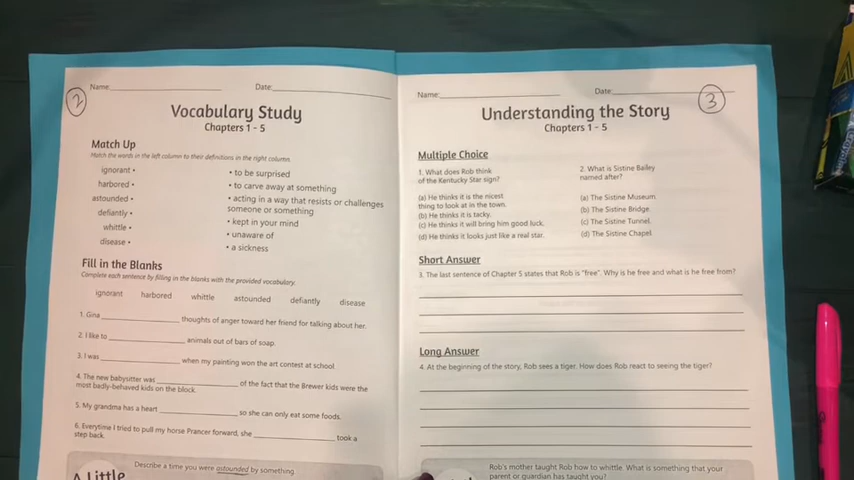 2
Name: Date:
Vocabulary Study
Chapters 1 - 5
Match Up
Match the words in the left column to their definitions in the right column.
ignorant •
harbored •
astounded •
defiantly •
whittle •
disease •
• to be surprised
• to carve away at something
• acting in a way that resists or challenges
someone or something
• kept in your mind
• unaware of
• a sickness
Fill in the Blanks
Complete each sentence by filling in the blanks with the provided vocabulary.
ignorant harbored whittle astounded defiantly disease
1. Gina thoughts of anger toward her friend for talking about her.
2. I like to animals out of bars of soap.
3. I was when my painting won the art contest at school.
4. The new babysitter was of the fact that the Brewer kids were the
most badly-behaved kids on the block.
5. My grandma has a heart so she can only eat some foods.
6. Everytime I tried to pull my horse Prancer forward, she took a
step back.
Describe a time you were astounded by something.
A Little
3
Name: Date:
Understanding the Story
Chapters 1 - 5
Multiple Choice
1. What does Rob think
of the Kentucky Star sign?
(a) He thinks it is the nicest
thing to look at in the town.
(b) He thinks it is tacky.
(c) He thinks it will bring him good luck.
(d) He thinks it looks just like a real star.
2. What is Sistine Bailey
named after?
(a) The Sistine Museum
(b) The Sistine Bridge
(c) The Sistine Tunnel
(d) The Sistine Chapel
Short Answer
3. The last sentence of Chapter 5 states that Rob is "free". Why is he free and what is he free from?
Long Answer
4. At the beginning of the story, Rob sees a tiger. How does Rob react to seeing the tiger?
Rob's mother taught Rob how to whittle. What is something that your
parent or guardian has taught you?